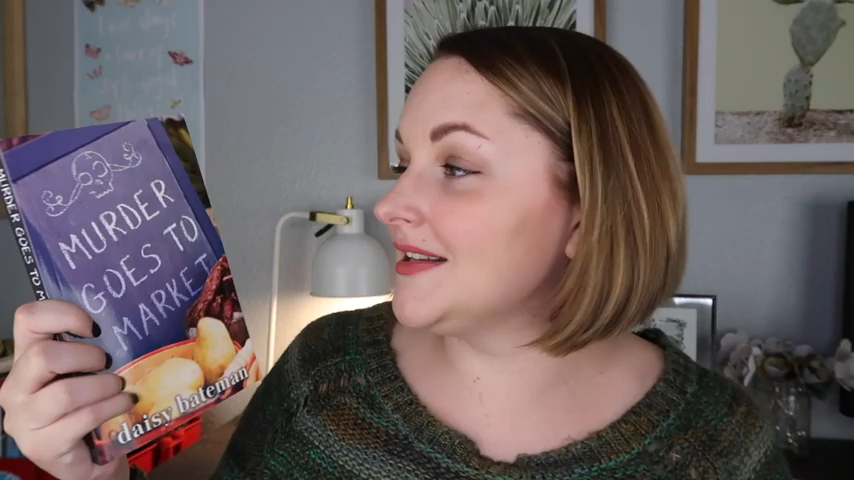 MURDER
GOES TO
MARKET
daisy bateman
MURDER GOES TO M